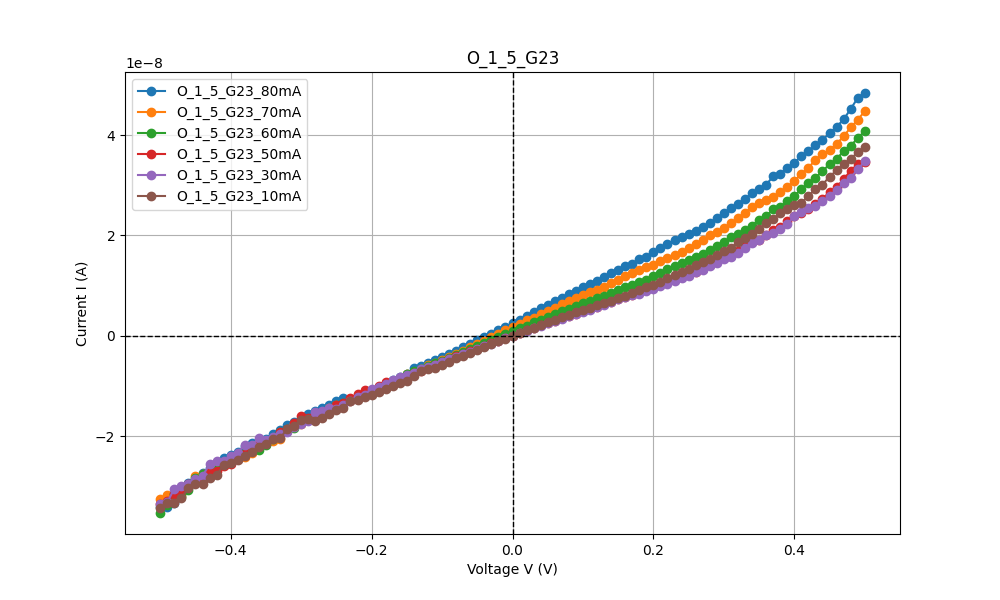 O_1_5_G23
1e−8
O_1_5_G23_80mA
O_1_5_G23_70mA
O_1_5_G23_60mA
O_1_5_G23_50mA
O_1_5_G23_30mA
O_1_5_G23_10mA
4
2
0
−2
Current I (A)
−0.4 −0.2 0.0 0.2 0.4
Voltage V (V)